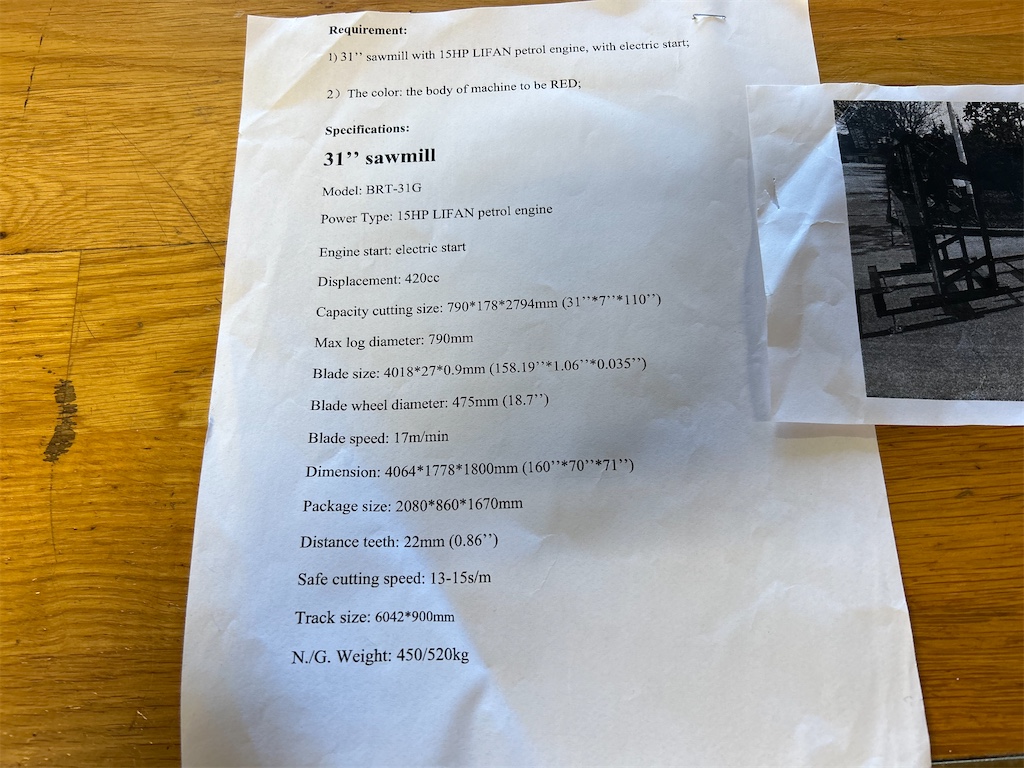 Requirement:
1) 31’’ sawmill with 15HP LIFAN petrol engine, with electric start;
2）The color: the body of machine to be RED;
Specifications:
31’’ sawmill
Model: BRT-31G
Power Type: 15HP LIFAN petrol engine
Engine start: electric start
Displacement: 420cc
Capacity cutting size: 790*178*2794mm (31’’*7’’*110’’)
Max log diameter: 790mm
Blade size: 4018*27*0.9mm (158.19’’*1.06’’*0.035’’)
Blade wheel diameter: 475mm (18.7’’)
Blade speed: 17m/min
Dimension: 4064*1778*1800mm (160’’*70’’*71’’)
Package size: 2080*860*1670mm
Distance teeth: 22mm (0.86’’)
Safe cutting speed: 13-15s/m
Track size: 6042*900mm
N./G. Weight: 450/520kg